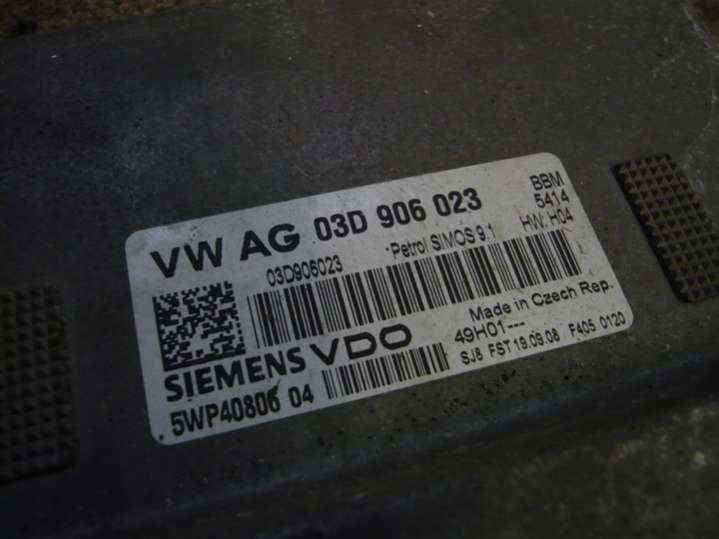 VW AG 03D 906 023
BBM
5414
03D906023
Petrol SIMOS 9.1
HW: H04
Made in Czech Rep.
SIEMENS VDO
49H01---
SJ8 FST 19.09.08 F405 0120
5WP40806 04